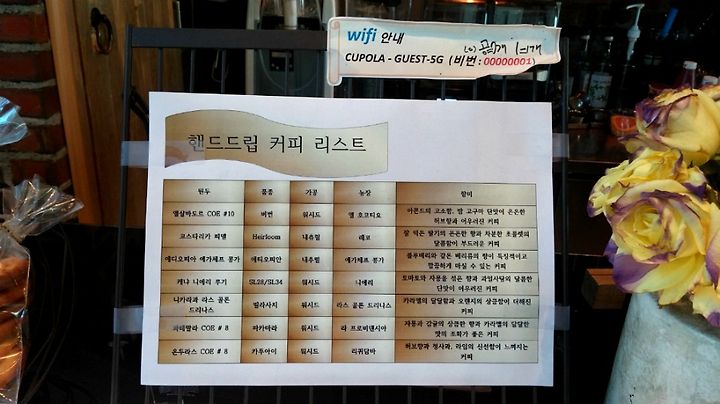 wifi 안내
CUPOLA - GUEST-5G (비번 : 00000001)
핸드드립 커피 리스트
원두 품종 가공 농장 향미
엘살바도르 COE #10 버번 워시드 엘 오코티요 아몬드의 고소함, 밤 고구마 단맛이 은은한
허브향과 어우러진 커피
코스타리카 Heirloom 내츄럴 레코 잘 익은 딸기의 은은한 향과 차분한 초콜렛의
달콤함이 부드러운 커피
에디오피아 예가체프 콩가 에티오피안 내추럴 예가체프 콩가 블루베리와 같은 베리류의 향이 특징적이고
깔끔하게 마실 수 있는 커피
케냐 니에리 투기 SL28/SL34 워시드 니에리 토마토와 자몽을 섞은 향과 과일사탕의 달콤한
단맛이 어우러진 커피
니카라과 라스 골론
드리나스 빌라사치 워시드 라스 골론 드리나스 카라멜의 달달함과 오렌지의 상큼함이 더해진
커피
과테말라 COE # 8 파카마라 워시드 라 프로비덴시아 자몽과 감귤의 상큼한 향과 카라멜의 달달한
맛의 조화가 좋은 커피
온두라스 COE # 8 카투아이 워시드 리퀴담바 허브향과 청사과, 라임의 신선함이 느껴지는
커피